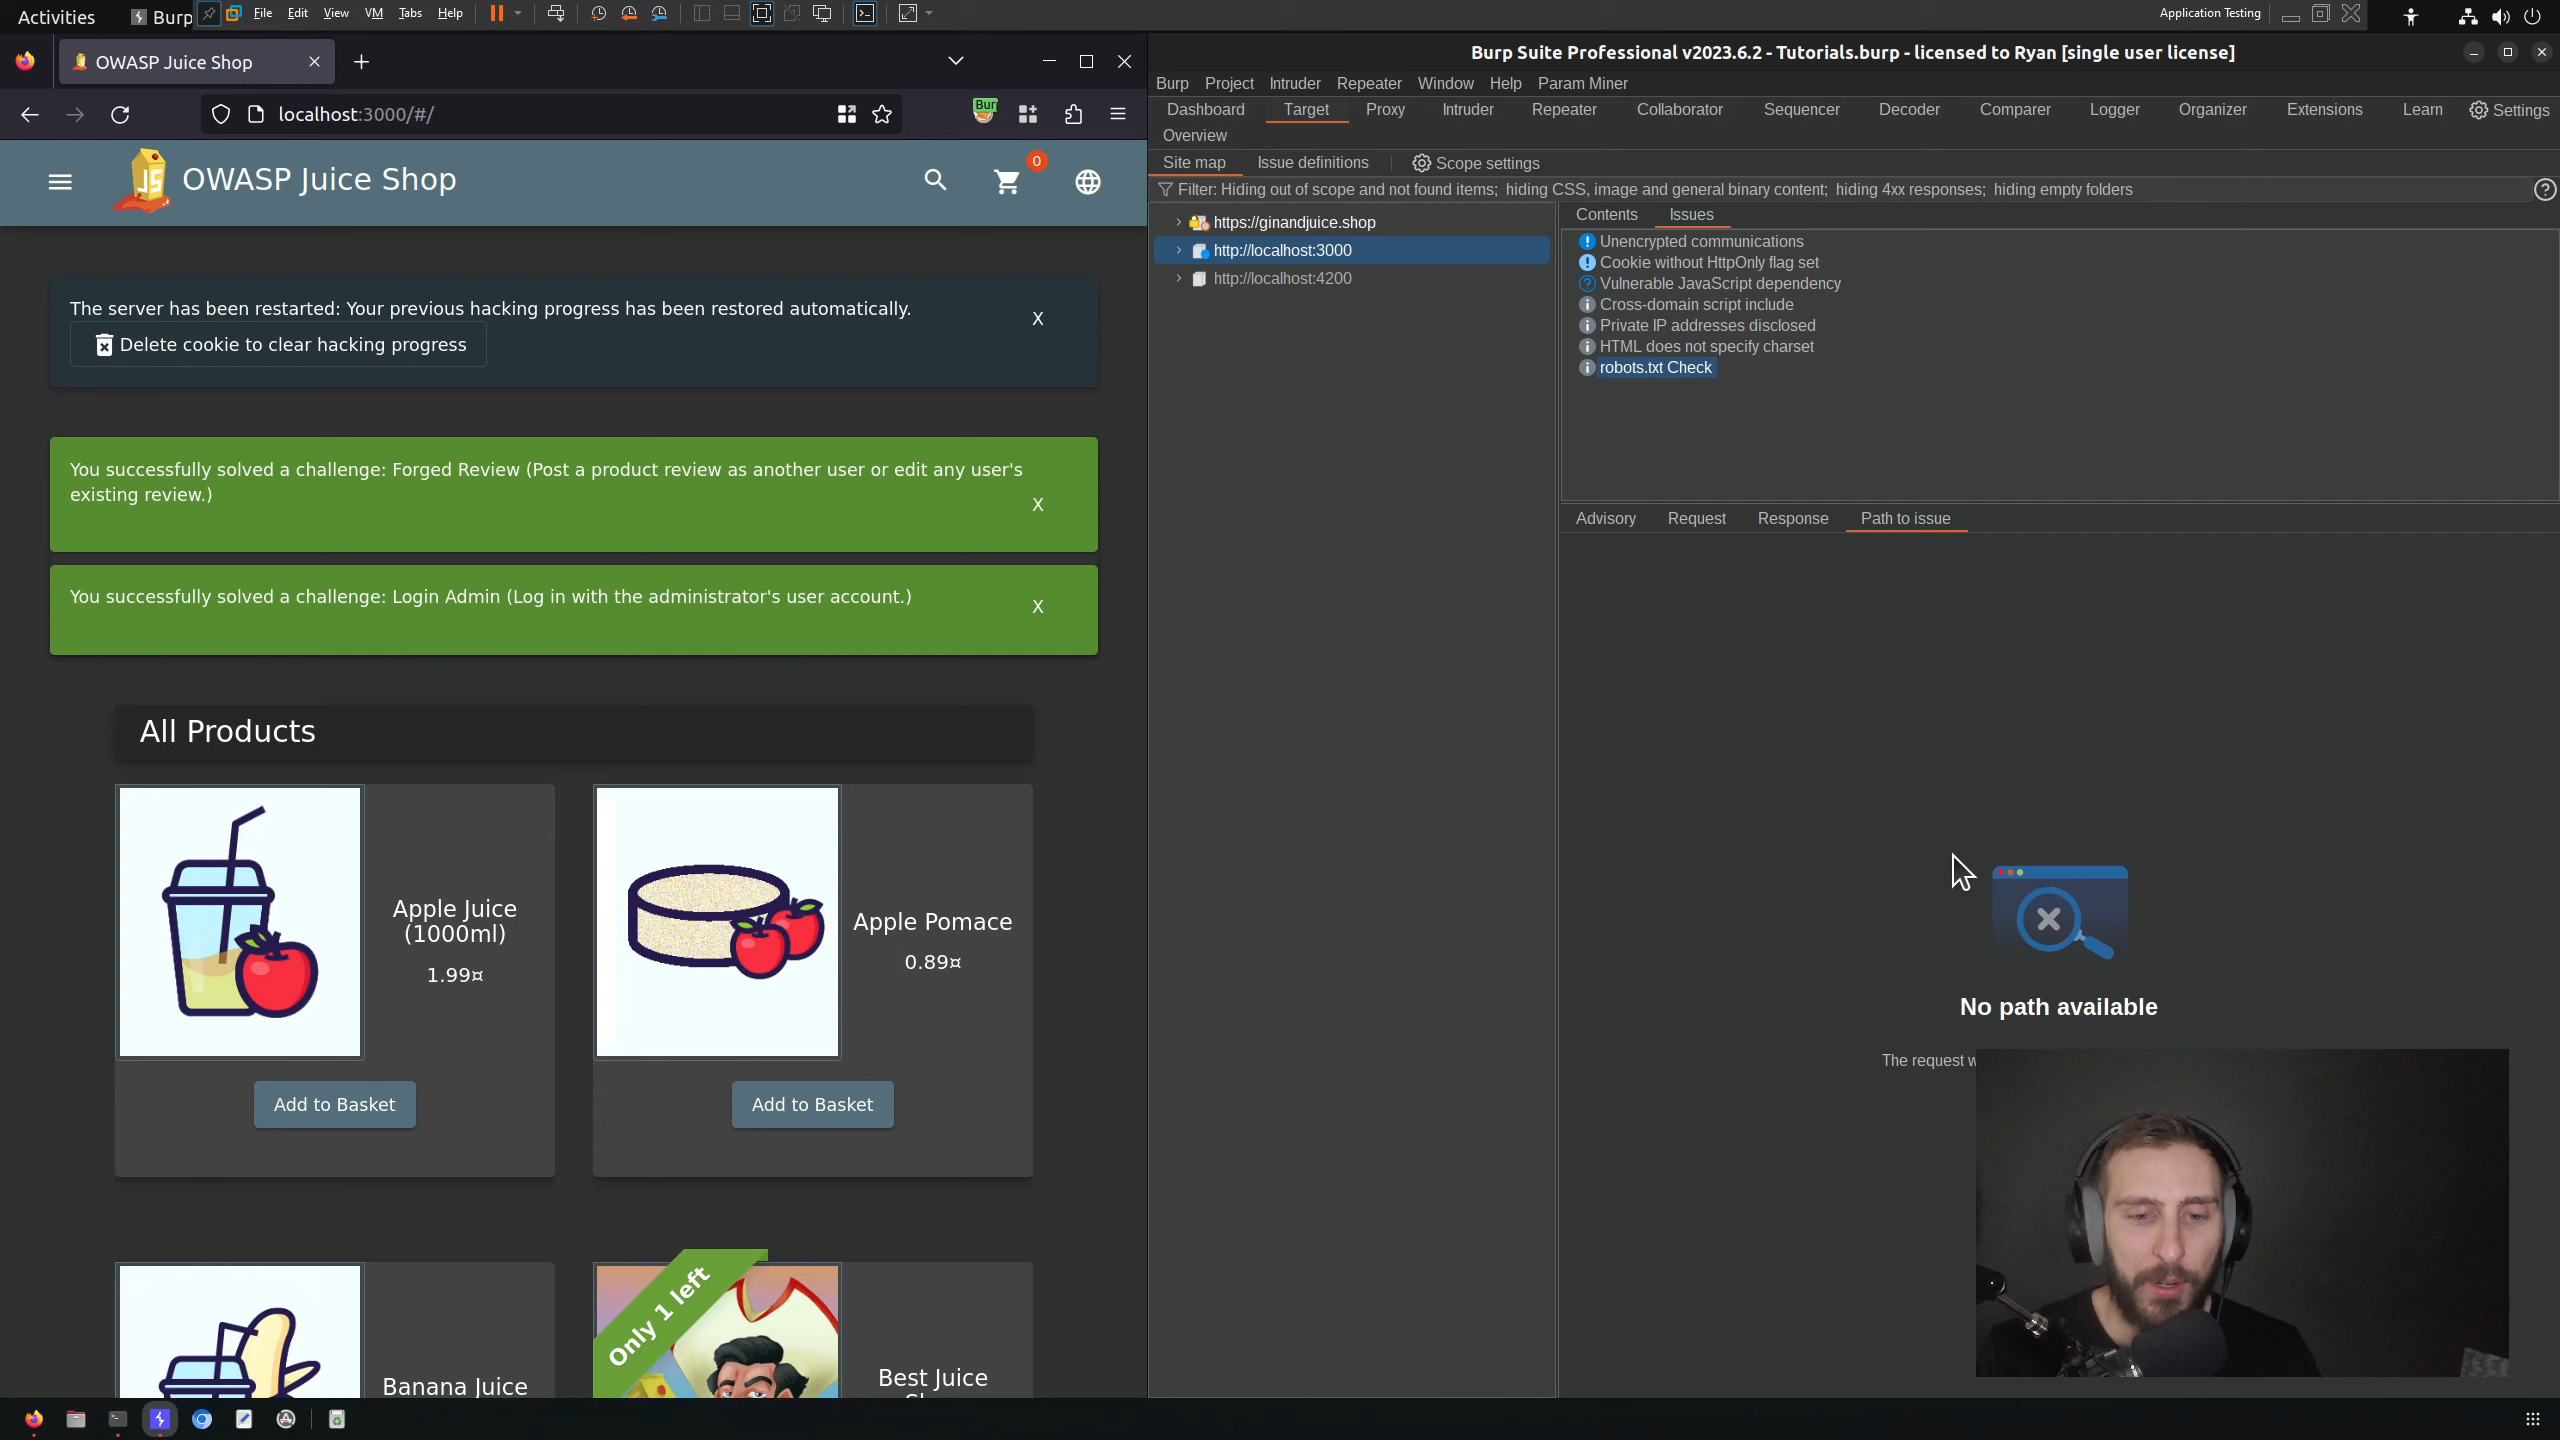 Activities
Burp
File Edit View VM Tabs Help
Application Testing
OWASP Juice Shop
Burp Suite Professional v2023.6.2 - Tutorials.burp - licensed to Ryan [single user license]
Burp Project Intruder Repeater Window Help Param Miner
localhost:3000/#/
Bur
Dashboard Target Proxy Intruder Repeater Collaborator Sequencer Decoder Comparer Logger Organizer Extensions Learn Settings
Overview
Site map Issue definitions Scope settings
Filter: Hiding out of scope and not found items; hiding CSS, image and general binary content; hiding 4xx responses; hiding empty folders
?
OWASP Juice Shop
0
JS
https://ginandjuice.shop
http://localhost:3000
http://localhost:4200
Contents Issues
Unencrypted communications
Cookie without HttpOnly flag set
Vulnerable JavaScript dependency
Cross-domain script include
Private IP addresses disclosed
HTML does not specify charset
robots.txt Check
Advisory Request Response Path to issue
No path available
The request w
The server has been restarted: Your previous hacking progress has been restored automatically.
X
Delete cookie to clear hacking progress
You successfully solved a challenge: Forged Review (Post a product review as another user or edit any user's
existing review.)
X
You successfully solved a challenge: Login Admin (Log in with the administrator's user account.)
X
All Products
Apple Juice
(1000ml)
1.99¤
Add to Basket
Apple Pomace
0.89¤
Add to Basket
Banana Juice
Only 1 left
Best Juice